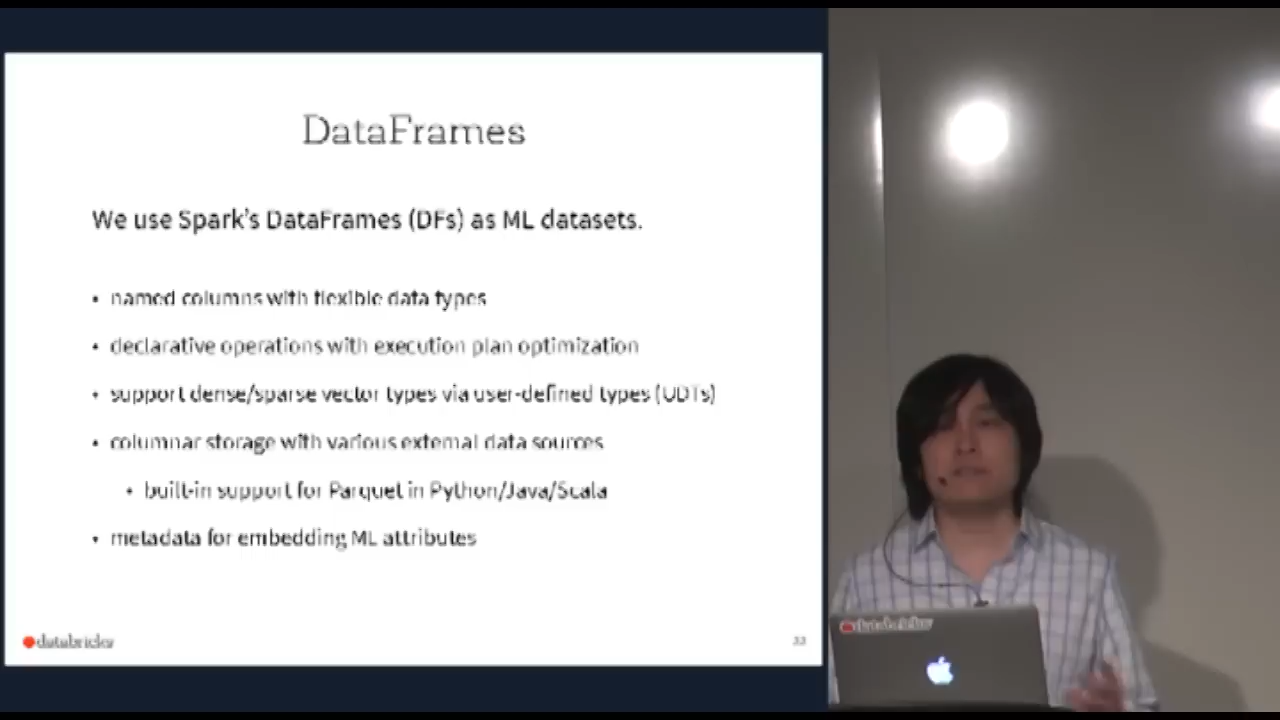 DataFrames
We use Spark's DataFrames (DFs) as ML datasets.
• named columns with flexible data types
• declarative operations with execution plan optimization
• support dense/sparse vector types via user-defined types (UDTs)
• columnar storage with various external data sources
• built-in support for Parquet in Python/Java/Scala
• metadata for embedding ML attributes
databricks
33
databricks